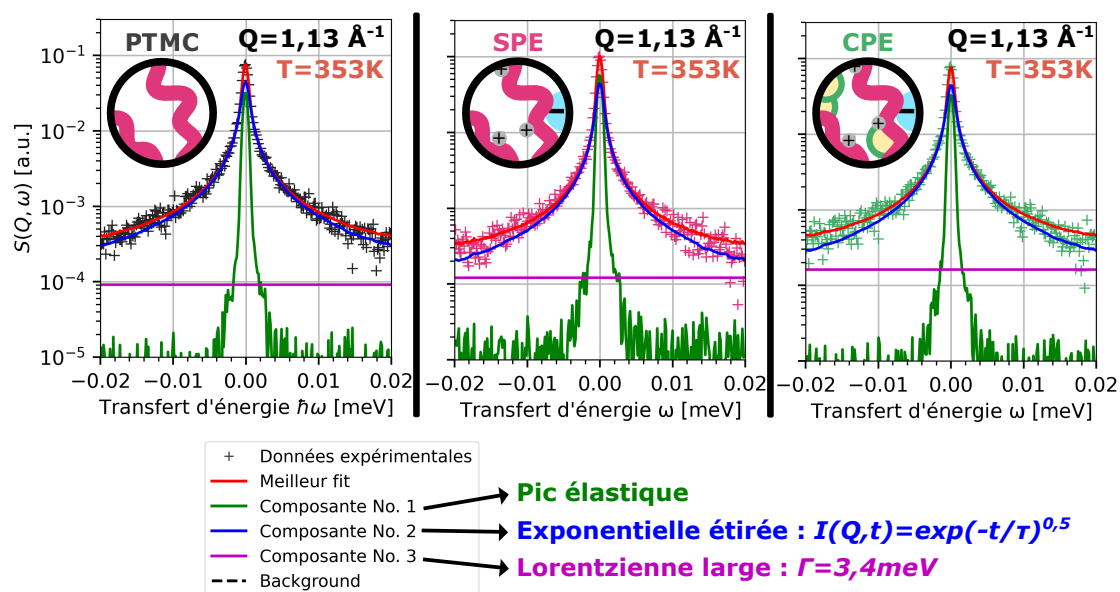 PTMC
Q=1,13 Å⁻¹
T=353K
SPE
Q=1,13 Å⁻¹
T=353K
CPE
Q=1,13 Å⁻¹
T=353K
S(Q, ω) [a.u.]
10⁻¹
10⁻²
10⁻³
10⁻⁴
10⁻⁵
−0.02 −0.01 0.00 0.01 0.02
−0.02 −0.01 0.00 0.01 0.02
−0.02 −0.01 0.00 0.01 0.02
Transfert d'énergie ℏω [meV]
Transfert d'énergie ω [meV]
Transfert d'énergie ω [meV]
Données expérimentales
Meilleur fit
Composante No. 1
Composante No. 2
Composante No. 3
Background
Pic élastique
Exponentielle étirée : I(Q,t)=exp(-t/τ)⁰,⁵
Lorentzienne large : Γ=3,4meV